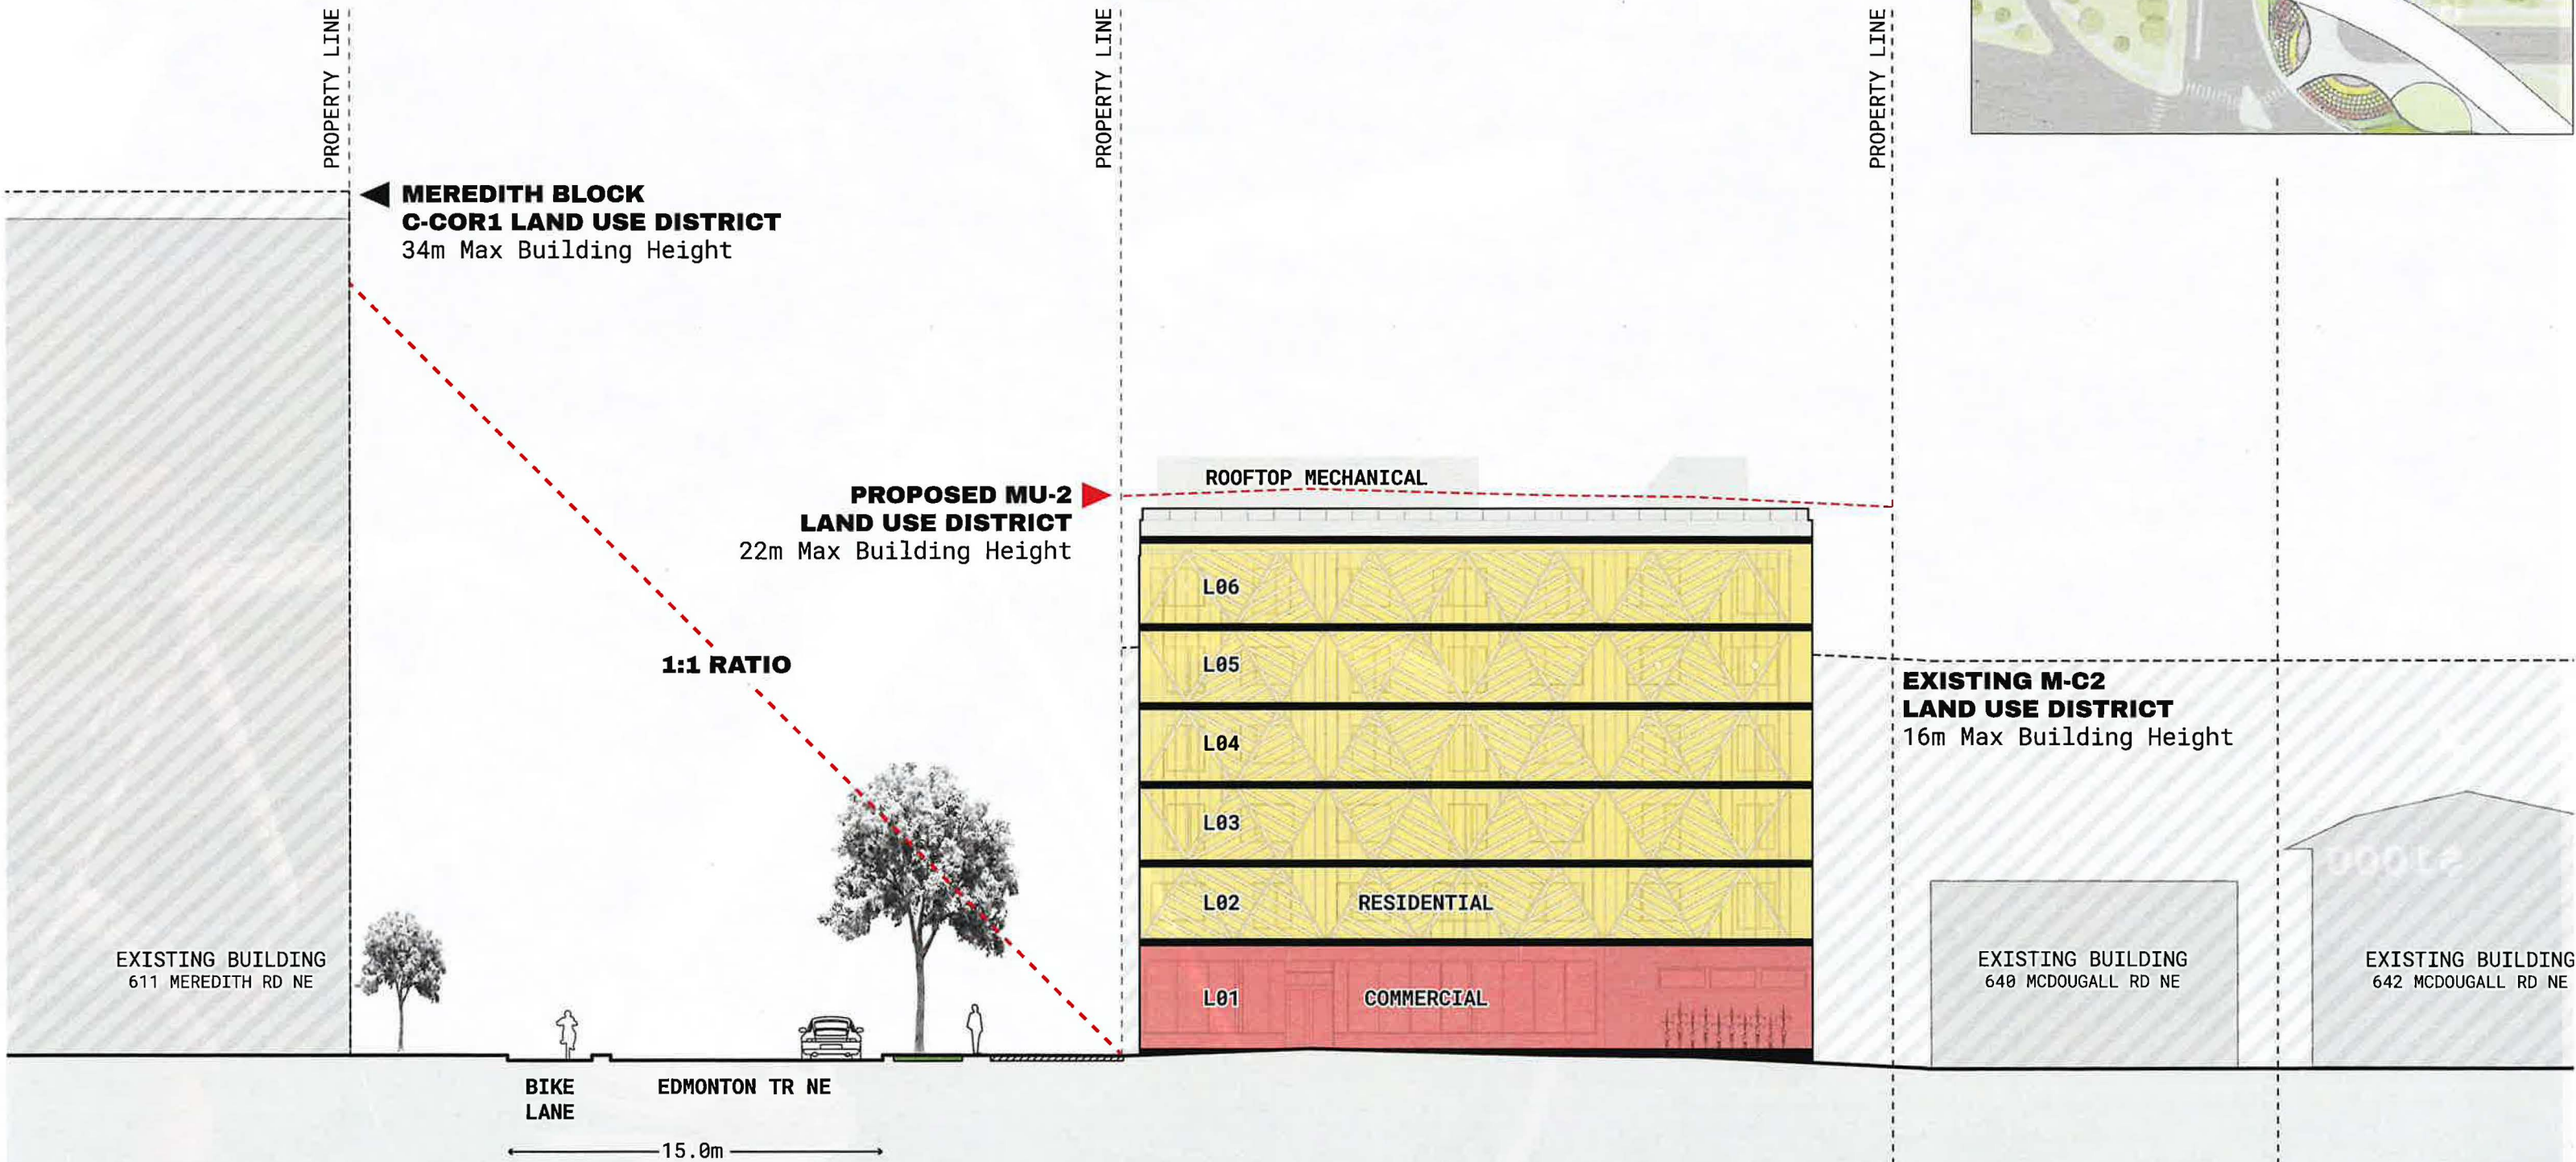 PROPERTY LINE
PROPERTY LINE
PROPERTY LINE
MEREDITH BLOCK
C-COR1 LAND USE DISTRICT
34m Max Building Height
ROOFTOP MECHANICAL
PROPOSED MU-2
LAND USE DISTRICT
22m Max Building Height
L06
1:1 RATIO
L05
EXISTING M-C2
LAND USE DISTRICT
16m Max Building Height
L04
L03
L02
RESIDENTIAL
EXISTING BUILDING
611 MEREDITH RD NE
L01
COMMERCIAL
EXISTING BUILDING
640 MCDOUGALL RD NE
EXISTING BUILDING
642 MCDOUGALL RD NE
BIKE
LANE
EDMONTON TR NE
15.0m